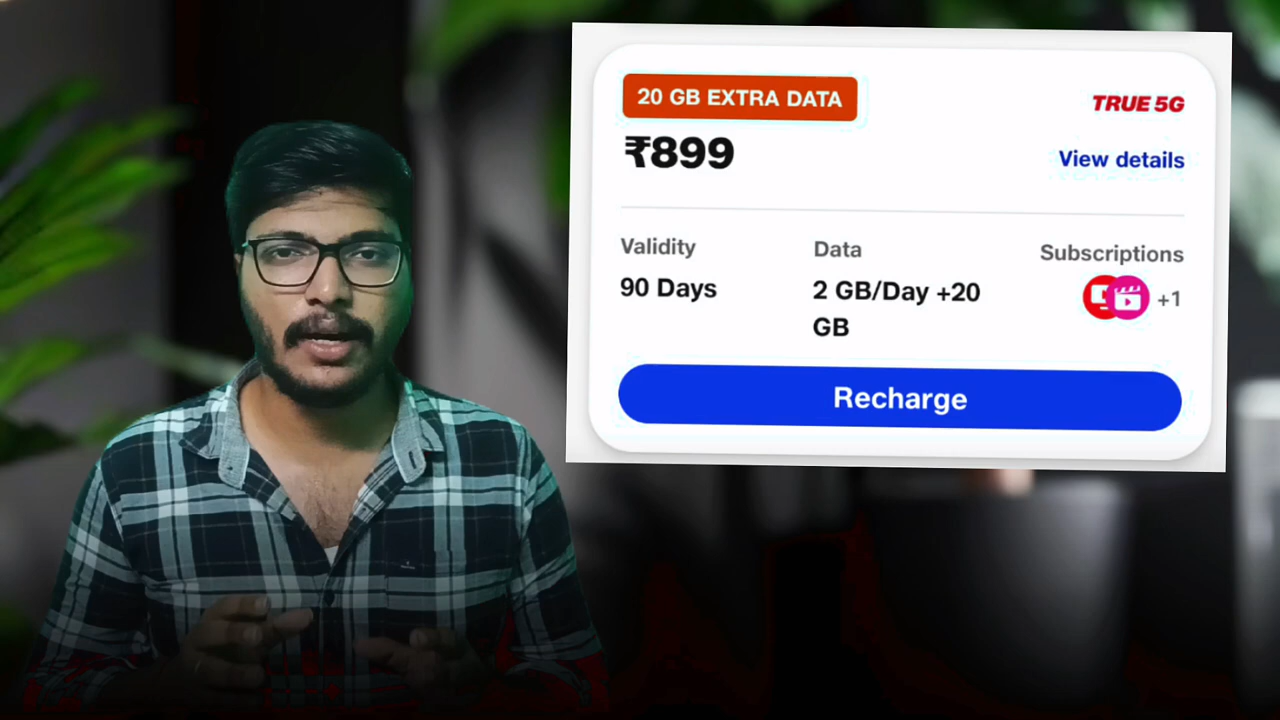 20 GB EXTRA DATA
TRUE 5G
₹899
View details
Validity
Data
Subscriptions
90 Days
2 GB/Day +20
GB
+1
Recharge